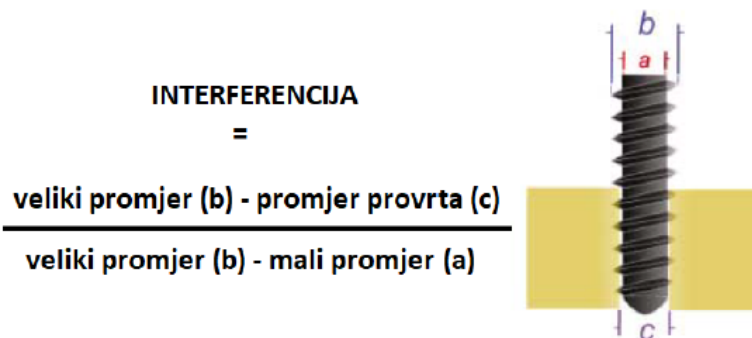 INTERFERENCIJA
=
veliki promjer (b) - promjer provrta (c)
veliki promjer (b) - mali promjer (a)
b
a
c